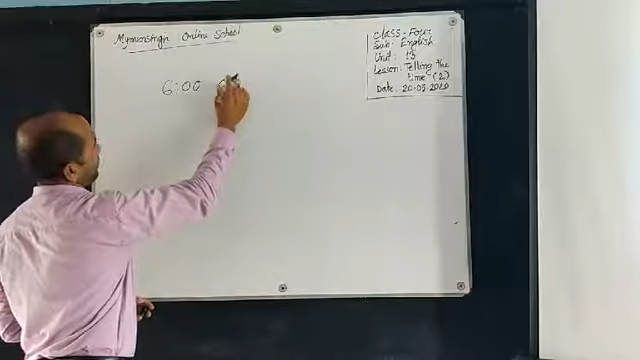 Mymensingh Online School
Class- Four
Sub: English
Unit: 13
Lesson: Telling the
time (2)
Date: 20.05.2020
6:00